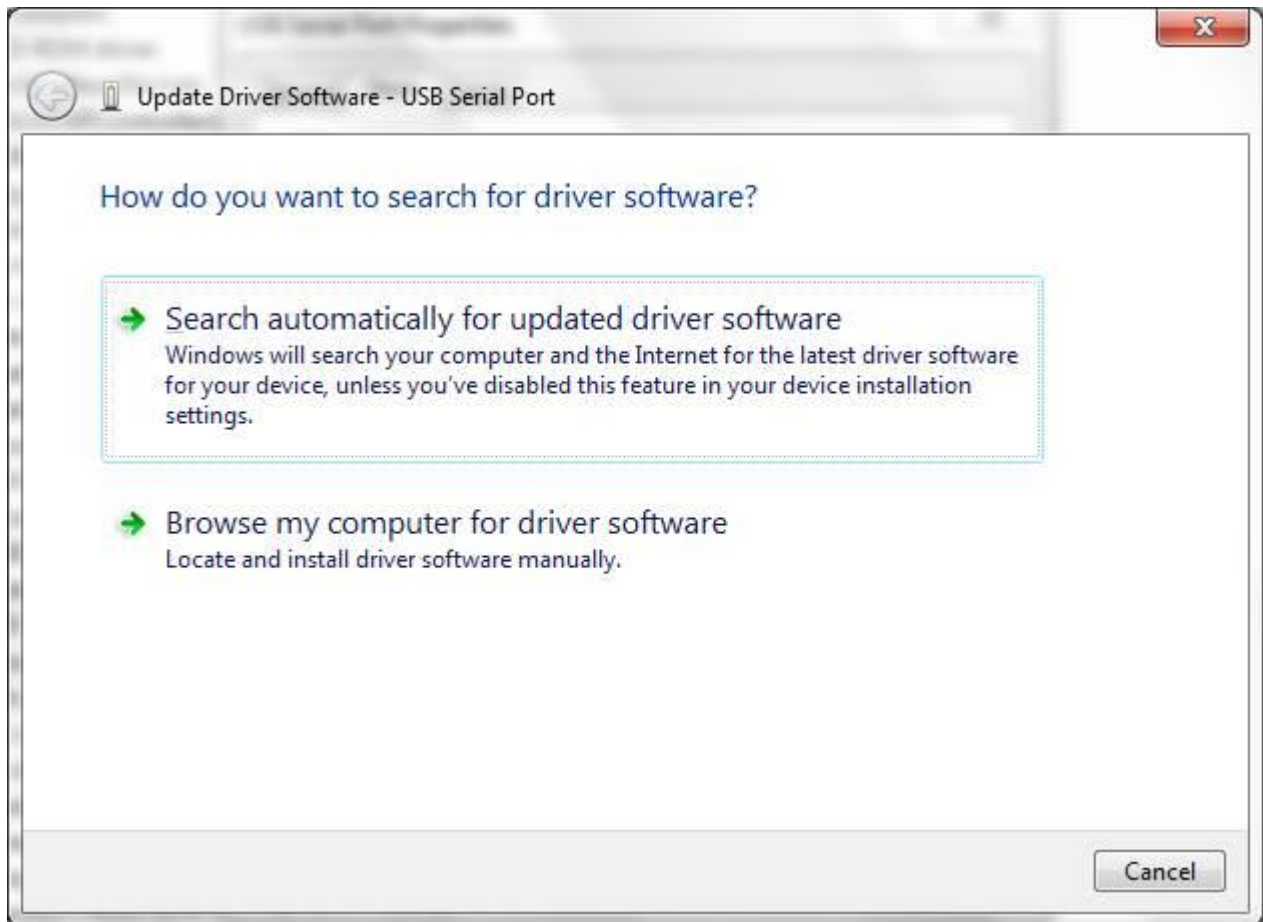 Update Driver Software - USB Serial Port
How do you want to search for driver software?
Search automatically for updated driver software
Windows will search your computer and the Internet for the latest driver software
for your device, unless you've disabled this feature in your device installation
settings.
Browse my computer for driver software
Locate and install driver software manually.
Cancel